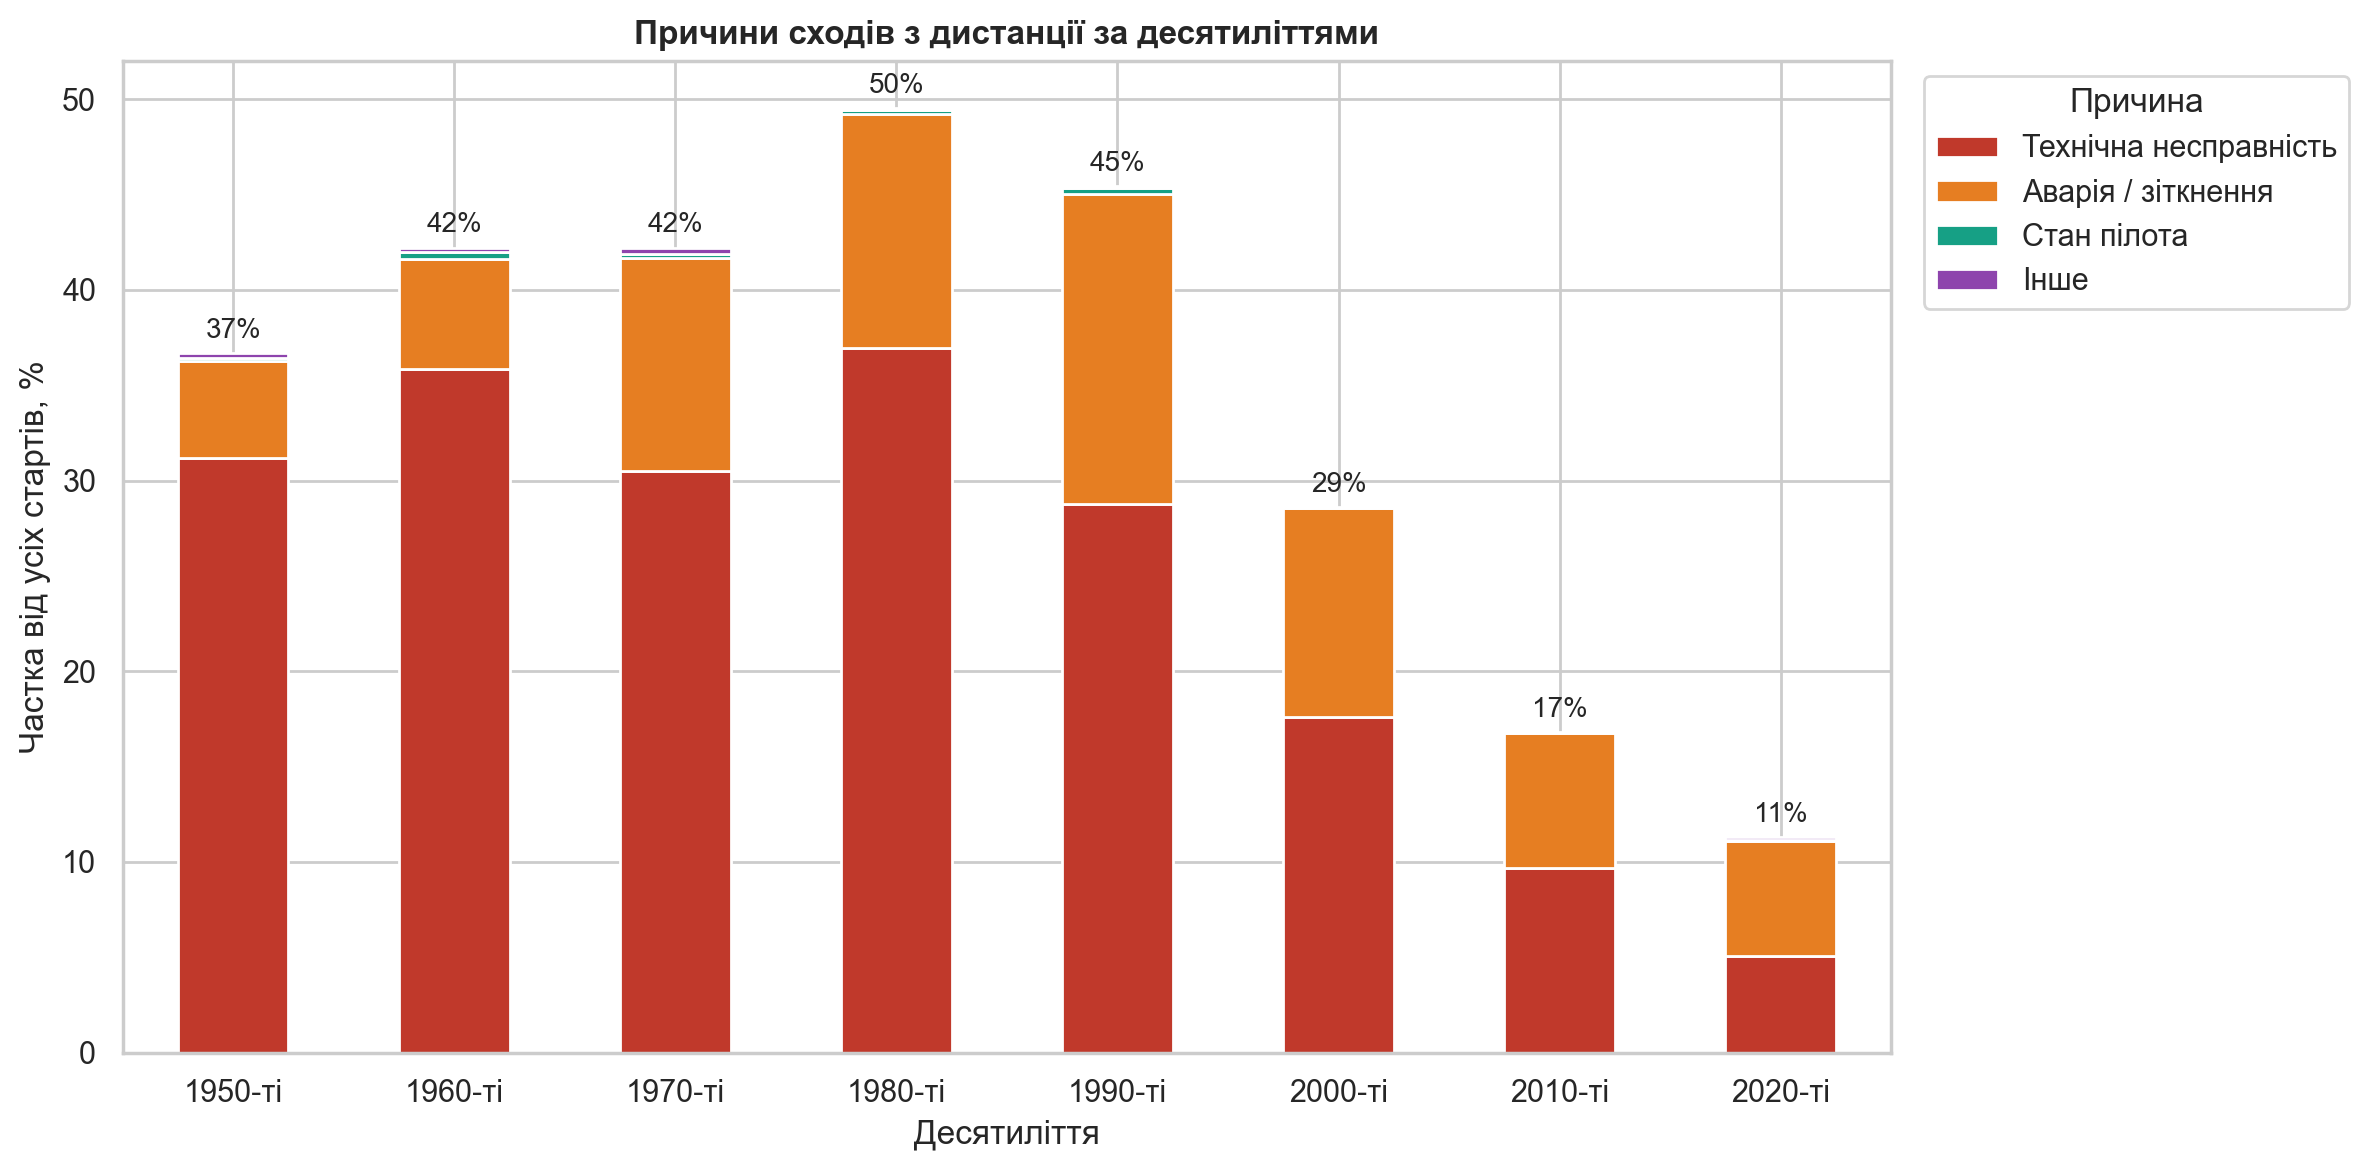 Причини сходів з дистанції за десятиліттями
Частка від усіх стартів, %
50
40
30
20
10
0
37%
42%
42%
50%
45%
29%
17%
11%
1950-ті
1960-ті
1970-ті
1980-ті
1990-ті
2000-ні
2010-ті
2020-ті
Десятиліття
Причина
Технічна несправність
Аварія / зіткнення
Стан пілота
Інше